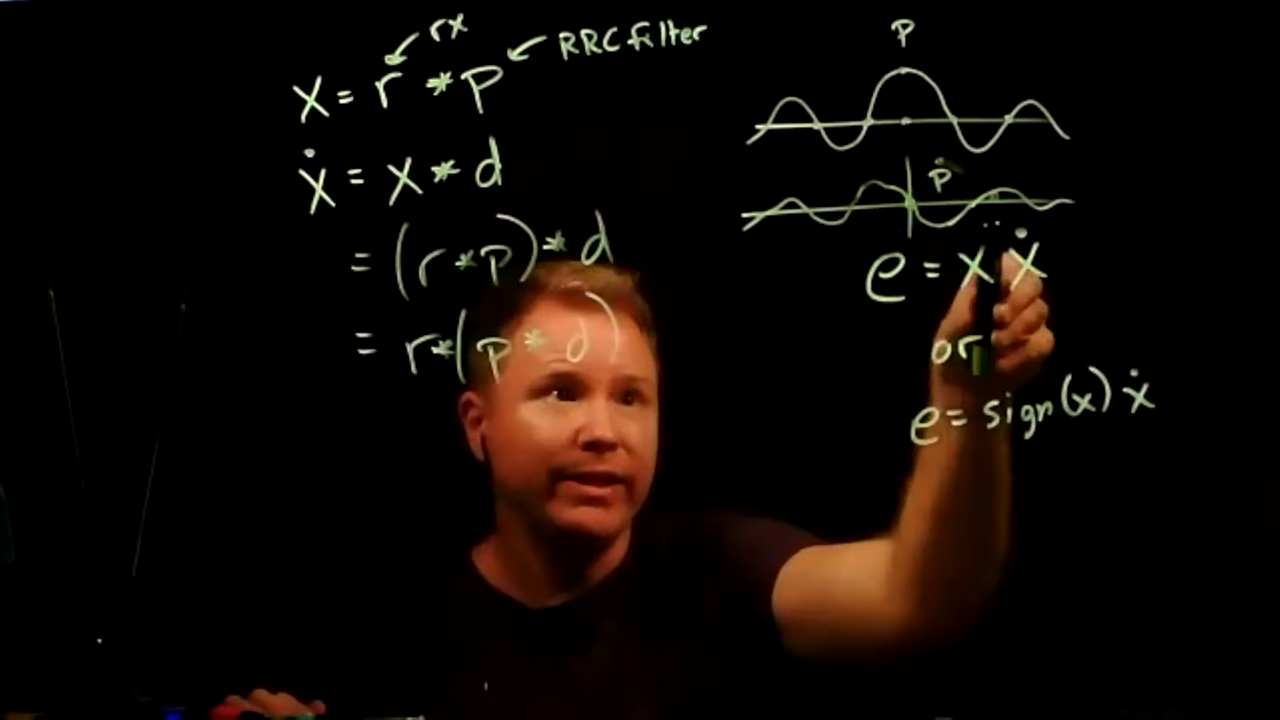 rx
RRC filter
x = r * p
ẋ = x * d
= (r * p) * d
= r * (p * d)
P
ṗ
e = x ẋ
or
e = sign(x) ẋ